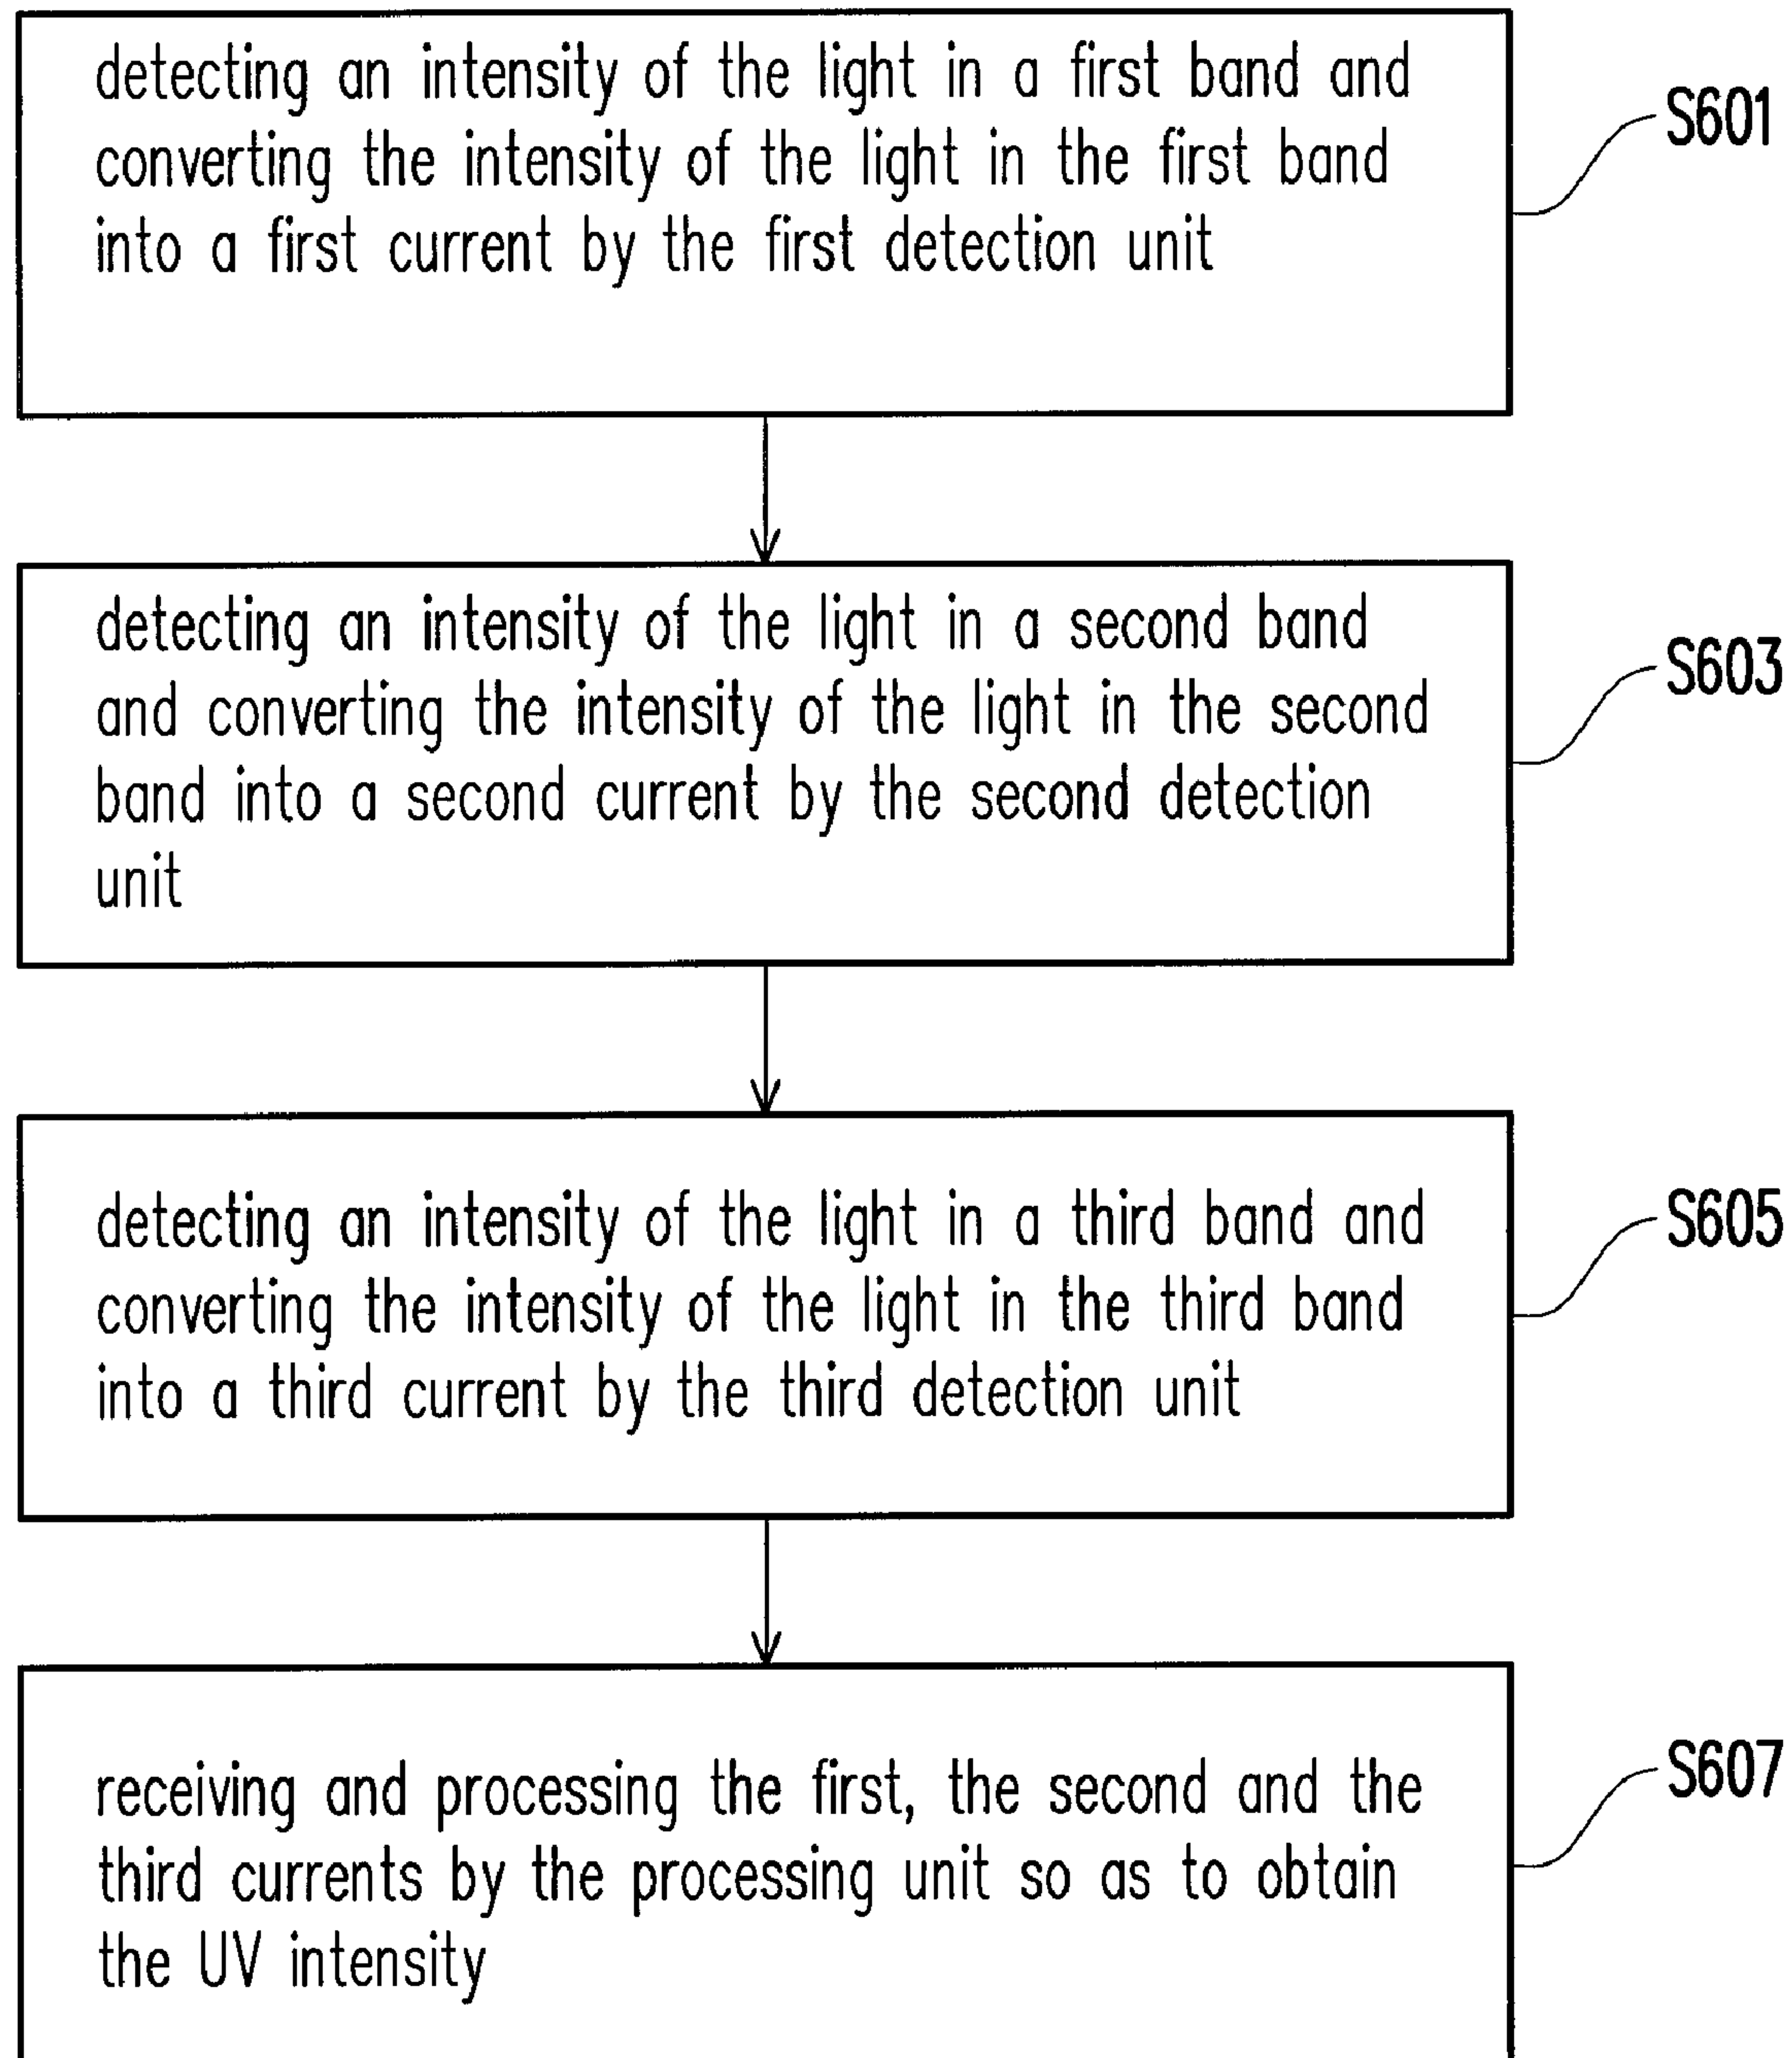 detecting an intensity of the light in a first band and
converting the intensity of the light in the first band
into a first current by the first detection unit
S601
detecting an intensity of the light in a second band
and converting the intensity of the light in the second
band into a second current by the second detection
unit
S603
detecting an intensity of the light in a third band and
converting the intensity of the light in the third band
into a third current by the third detection unit
S605
receiving and processing the first, the second and the
third currents by the processing unit so as to obtain
the UV intensity
S607